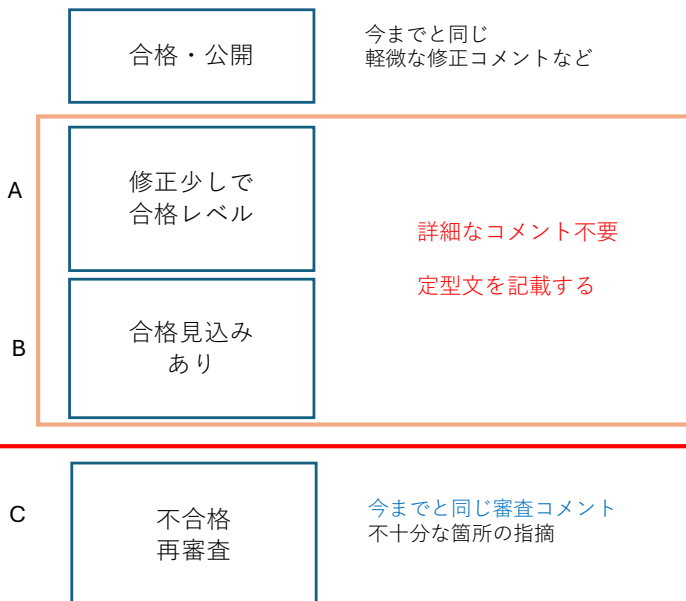 合格・公開
今までと同じ
軽微な修正コメントなど
A
修正少しで
合格レベル
詳細なコメント不要
定型文を記載する
B
合格見込み
あり
C
不合格
再審査
今までと同じ審査コメント
不十分な箇所の指摘